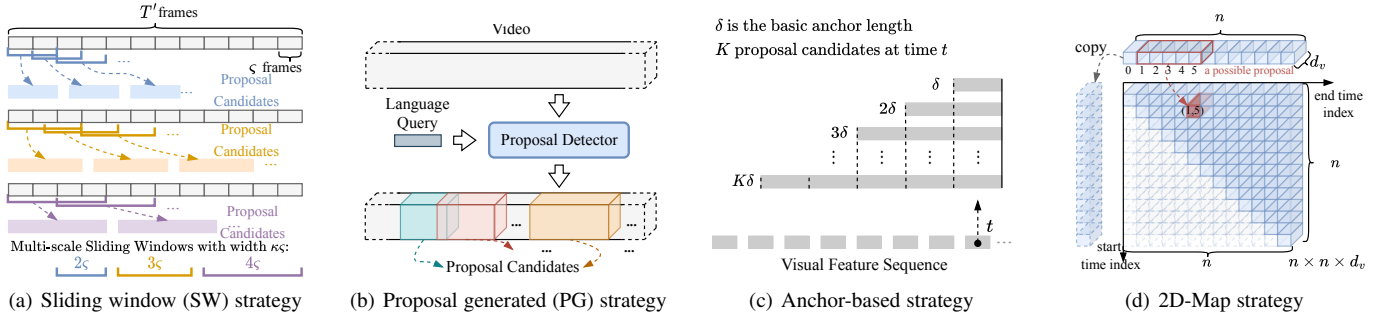 T′ frames
ς frames
Proposal
Candidates
...
Proposal
Candidates
...
Proposal
Candidates
...
Multi-scale Sliding Windows with width κς:
2ς 3ς 4ς
(a) Sliding window (SW) strategy
Video
Language
Query
Proposal Detector
... ...
... ...
Proposal Candidates
(b) Proposal generated (PG) strategy
δ is the basic anchor length
K proposal candidates at time t
δ
2δ
3δ
Kδ
t
...
Visual Feature Sequence
(c) Anchor-based strategy
n
copy
d_v
0 1 2 3 4 5 a possible proposal
end time
index
(1,5)
n
start
time index
n
n × n × d_v
(d) 2D-Map strategy